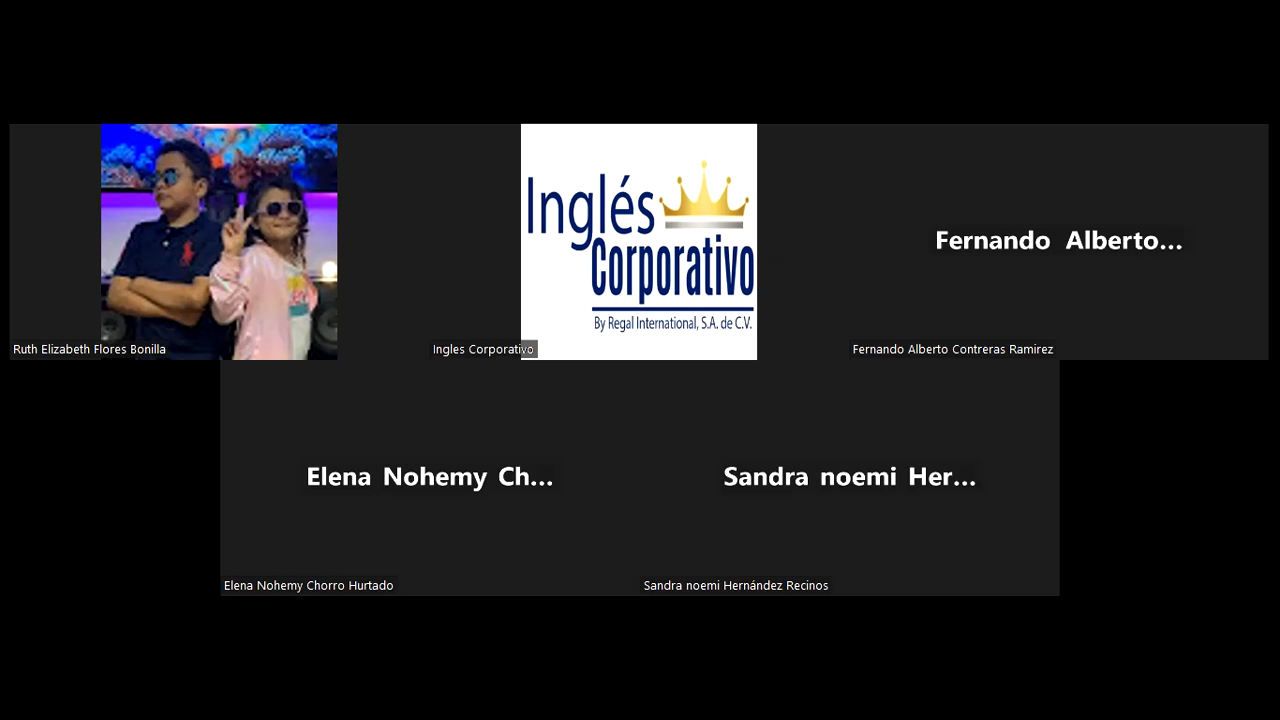 Inglés
Corporativo
By Regal International, S.A. de C.V.
Fernando Alberto...
Ruth Elizabeth Flores Bonilla
Ingles Corporativo
Fernando Alberto Contreras Ramirez
Elena Nohemy Ch...
Sandra noemi Her...
Elena Nohemy Chorro Hurtado
Sandra noemi Hernández Recinos